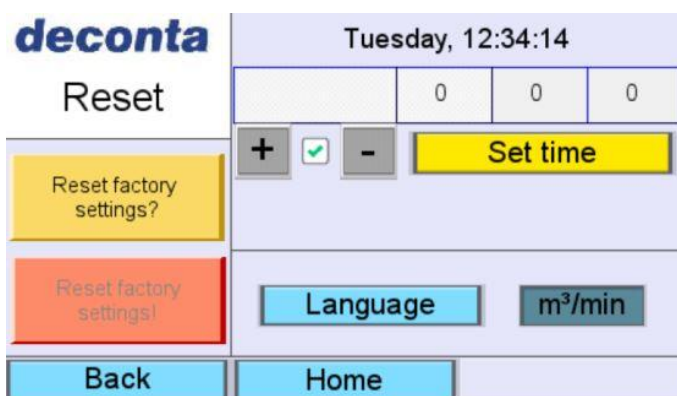 deconta
Tuesday, 12:34:14
Reset
0 0 0
+ -
Set time
Reset factory
settings?
Reset factory
settings!
Language
m³/min
Back
Home